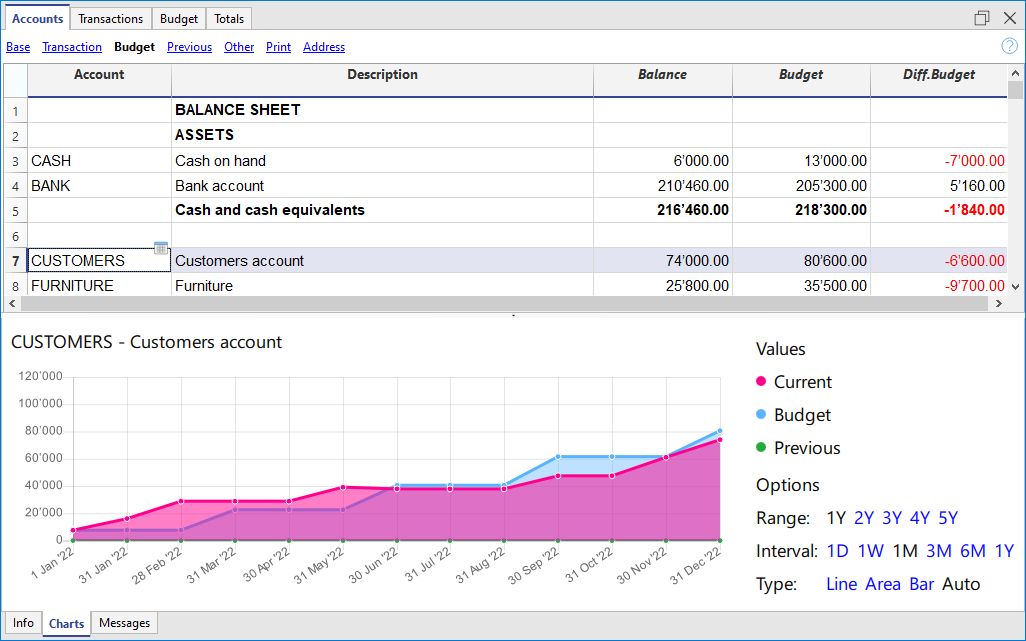 Accounts Transactions Budget Totals
Base Transaction Budget Previous Other Print Address ?
Account Description Balance Budget Diff.Budget
1 BALANCE SHEET
2 ASSETS
3 CASH Cash on hand 6'000.00 13'000.00 -7'000.00
4 BANK Bank account 210'460.00 205'300.00 5'160.00
5 Cash and cash equivalents 216'460.00 218'300.00 -1'840.00
6
7 CUSTOMERS Customers account 74'000.00 80'600.00 -6'600.00
8 FURNITURE Furniture 25'800.00 35'500.00 -9'700.00
CUSTOMERS - Customers account
120'000
100'000
80'000
60'000
40'000
20'000
0
1 Jan '22 31 Jan '22 28 Feb '22 31 Mar '22 30 Apr '22 31 May '22 30 Jun '22 31 Jul '22 31 Aug '22 30 Sep '22 31 Oct '22 30 Nov '22 31 Dec '22
Values
Current
Budget
Previous
Options
Range: 1Y 2Y 3Y 4Y 5Y
Interval: 1D 1W 1M 3M 6M 1Y
Type: Line Area Bar Auto
Info Charts Messages